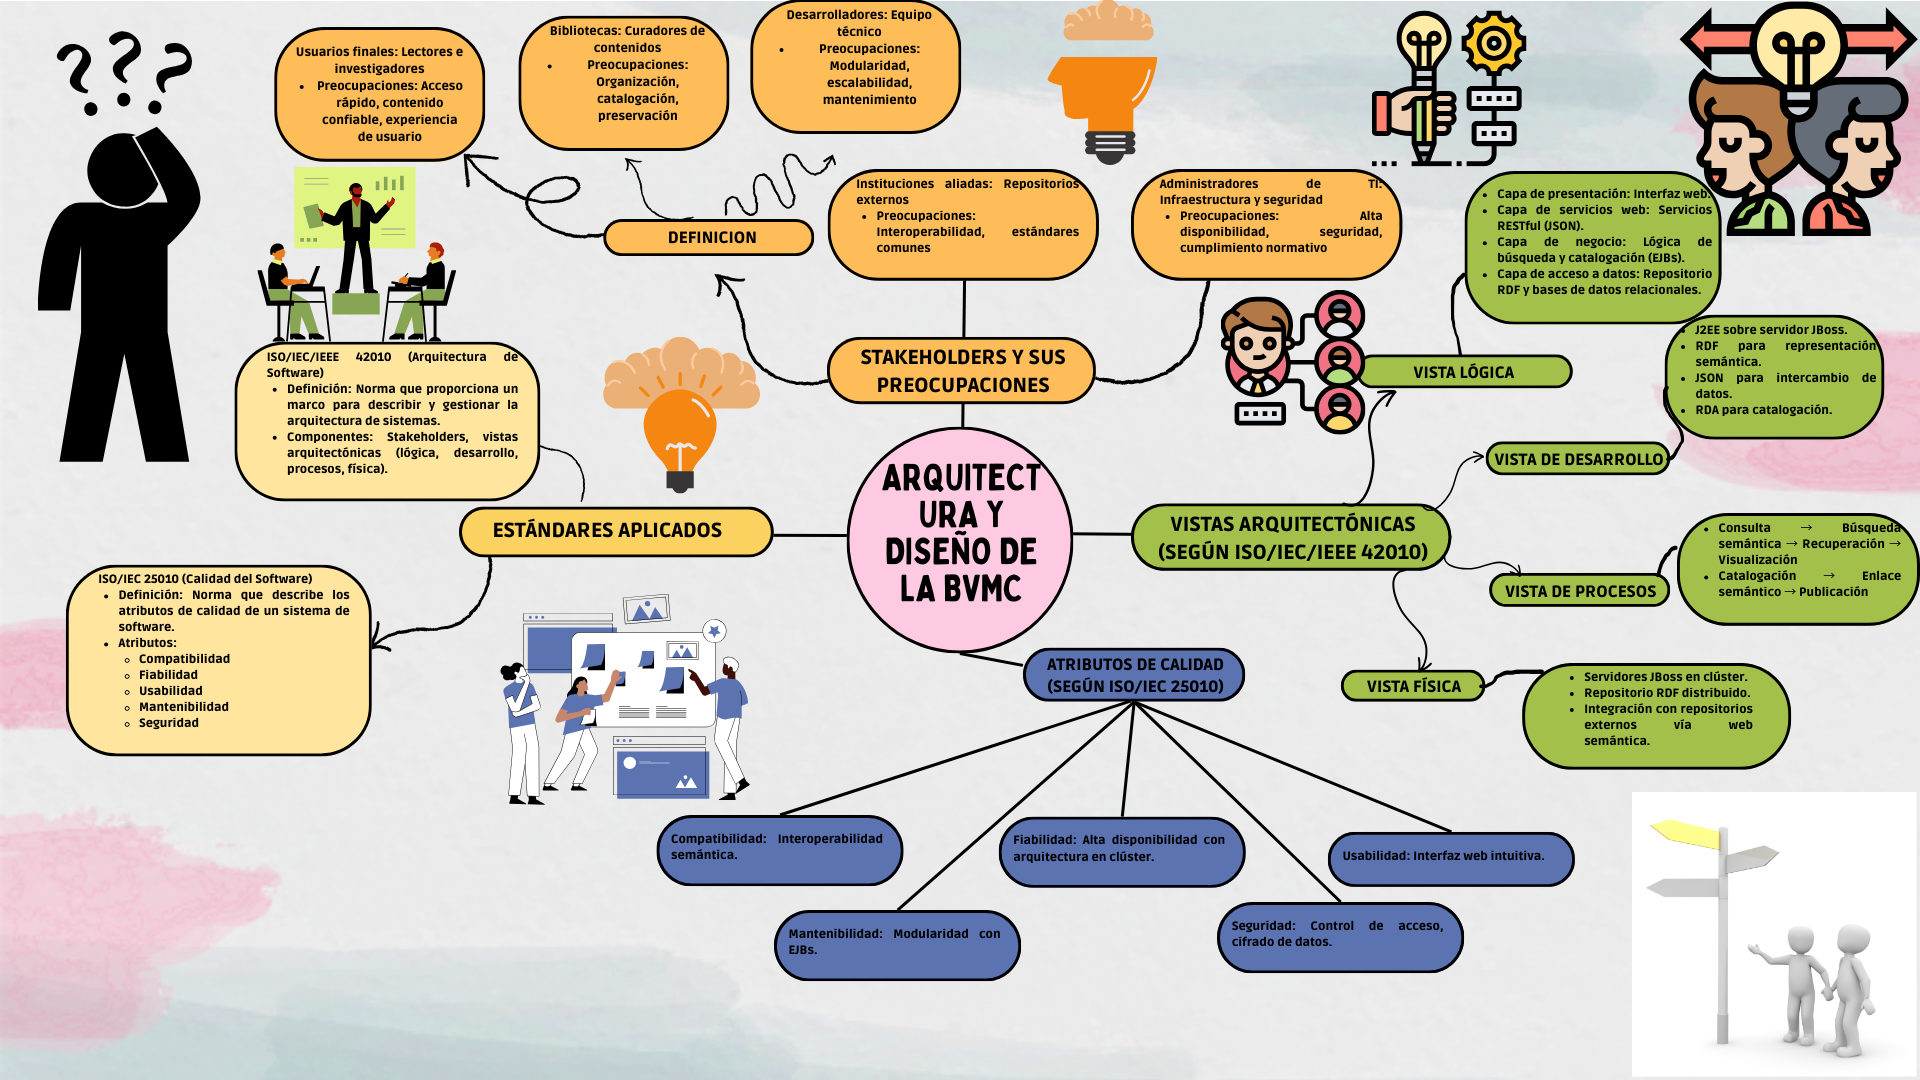 Usuarios finales: Lectores e
investigadores
• Preocupaciones: Acceso
rápido, contenido
confiable, experiencia
de usuario
Bibliotecas: Curadores de
contenidos
• Preocupaciones:
Organización,
catalogación,
preservación
Desarrolladores: Equipo
técnico
• Preocupaciones:
Modularidad,
escalabilidad,
mantenimiento
DEFINICION
Instituciones aliadas: Repositorios
externos
• Preocupaciones:
Interoperabilidad, estándares
comunes
Administradores de TI:
Infraestructura y seguridad
• Preocupaciones: Alta
disponibilidad, seguridad,
cumplimiento normativo
STAKEHOLDERS Y SUS
PREOCUPACIONES
• Capa de presentación: Interfaz web.
• Capa de servicios web: Servicios
RESTful (JSON).
• Capa de negocio: Lógica de
búsqueda y catalogación (EJBs).
• Capa de acceso a datos: Repositorio
RDF y bases de datos relacionales.
VISTA LÓGICA
• J2EE sobre servidor JBoss.
• RDF para representación
semántica.
• JSON para intercambio de
datos.
• RDA para catalogación.
VISTA DE DESARROLLO
ISO/IEC/IEEE 42010 (Arquitectura de
Software)
• Definición: Norma que proporciona un
marco para describir y gestionar la
arquitectura de sistemas.
• Componentes: Stakeholders, vistas
arquitectónicas (lógica, desarrollo,
procesos, física).
ESTÁNDARES APLICADOS
ARQUITECT
URA Y
DISEÑO DE
LA BVMC
VISTAS ARQUITECTÓNICAS
(SEGÚN ISO/IEC/IEEE 42010)
• Consulta → Búsqueda
semántica → Recuperación →
Visualización
• Catalogación → Enlace
semántico → Publicación
VISTA DE PROCESOS
ISO/IEC 25010 (Calidad del Software)
• Definición: Norma que describe los
atributos de calidad de un sistema de
software.
• Atributos:
◦ Compatibilidad
◦ Fiabilidad
◦ Usabilidad
◦ Mantenibilidad
◦ Seguridad
ATRIBUTOS DE CALIDAD
(SEGÚN ISO/IEC 25010)
VISTA FÍSICA
• Servidores JBoss en clúster.
• Repositorio RDF distribuido.
• Integración con repositorios
externos vía web
semántica.
Compatibilidad: Interoperabilidad
semántica.
Fiabilidad: Alta disponibilidad con
arquitectura en clúster.
Usabilidad: Interfaz web intuitiva.
Mantenibilidad: Modularidad con
EJBs.
Seguridad: Control de acceso,
cifrado de datos.